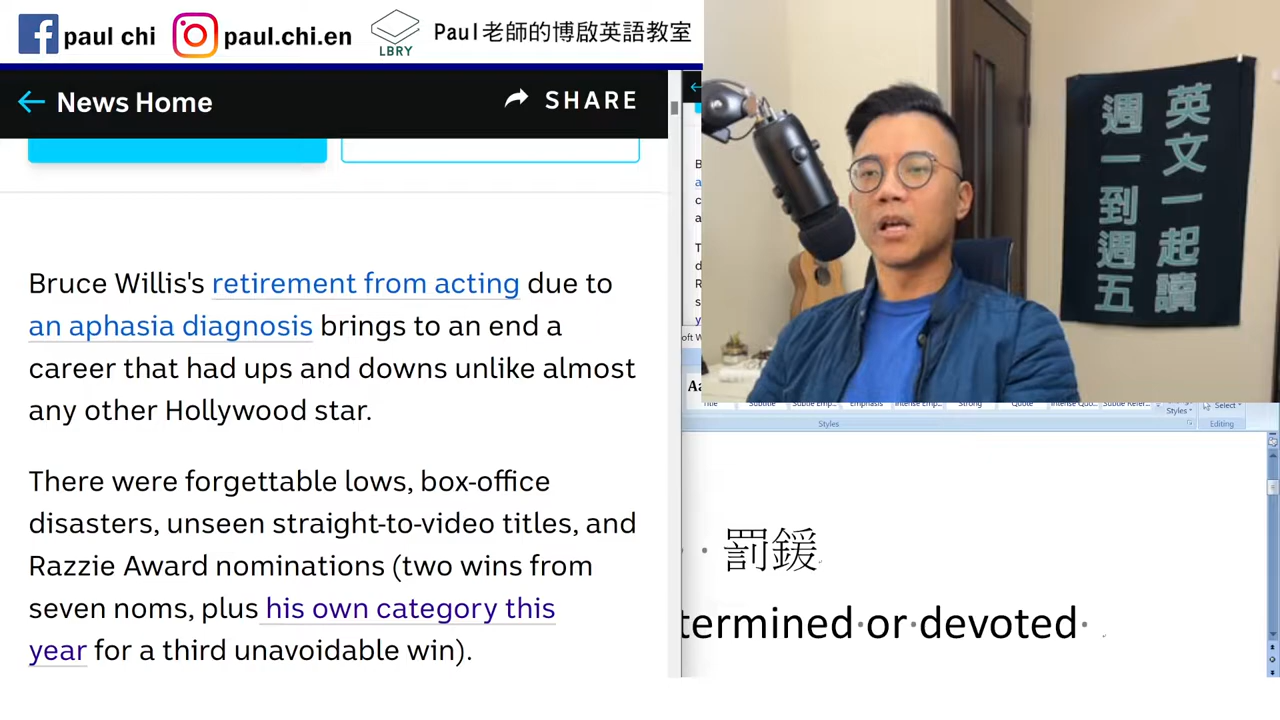 paul chi
paul.chi.en
LBRY
Paul老師的博啟英語教室
News Home
SHARE
Bruce Willis's retirement from acting due to
an aphasia diagnosis brings to an end a
career that had ups and downs unlike almost
any other Hollywood star.
There were forgettable lows, box-office
disasters, unseen straight-to-video titles, and
Razzie Award nominations (two wins from
seven noms, plus his own category this
year for a third unavoidable win).
英文一起讀
週一到週五
Styles
Select
Styles
Editing
罰鍰
termined or devoted